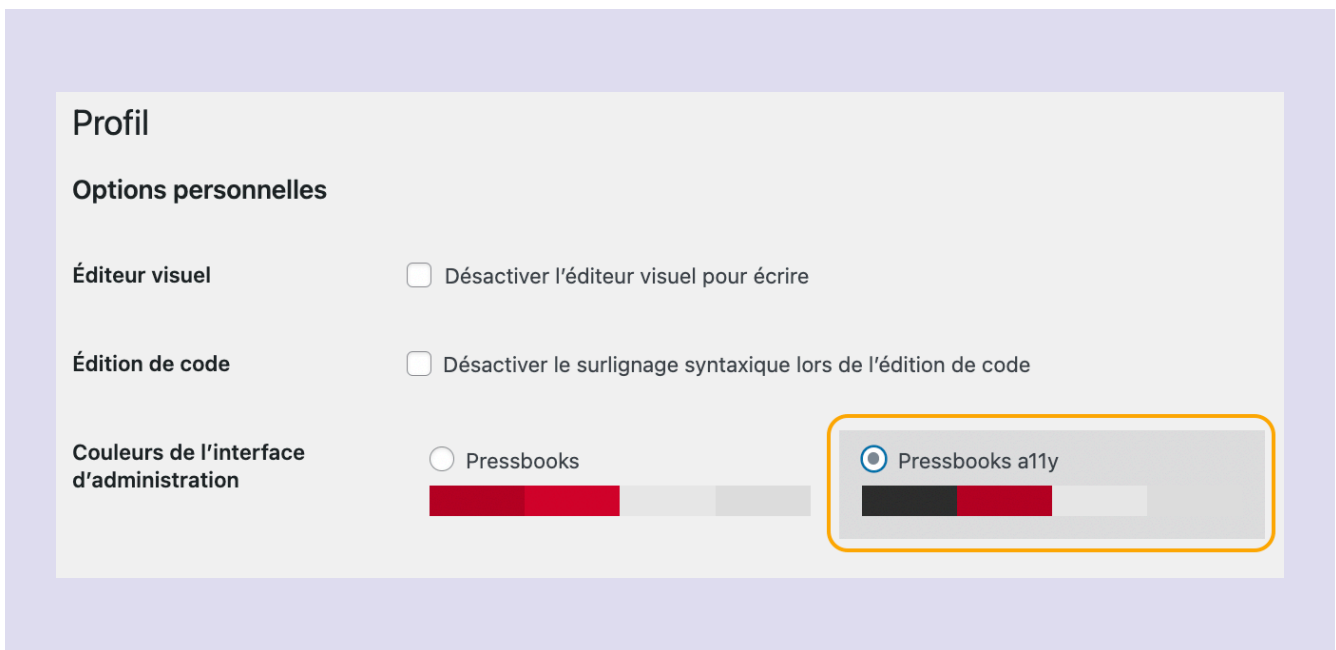 Profil
Options personnelles
Éditeur visuel
Désactiver l’éditeur visuel pour écrire
Édition de code
Désactiver le surlignage syntaxique lors de l’édition de code
Couleurs de l’interface
d’administration
Pressbooks
Pressbooks a11y